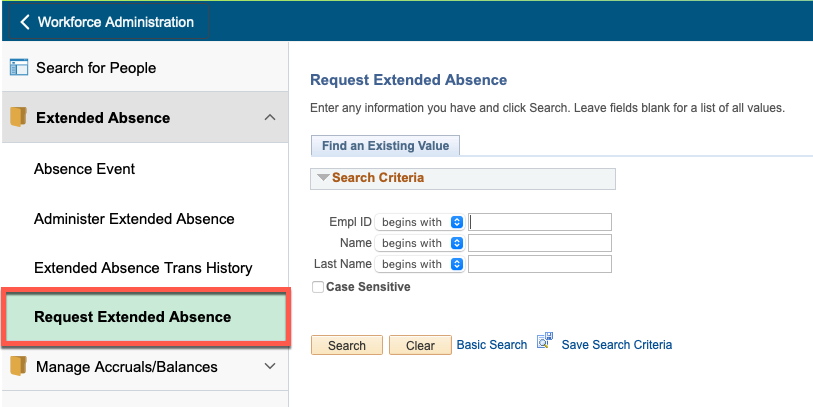 Workforce Administration
Search for People
Extended Absence
Absence Event
Administer Extended Absence
Extended Absence Trans History
Request Extended Absence
Manage Accruals/Balances
Request Extended Absence
Enter any information you have and click Search. Leave fields blank for a list of all values.
Find an Existing Value
Search Criteria
Empl ID begins with
Name begins with
Last Name begins with
Case Sensitive
Search Clear Basic Search Save Search Criteria